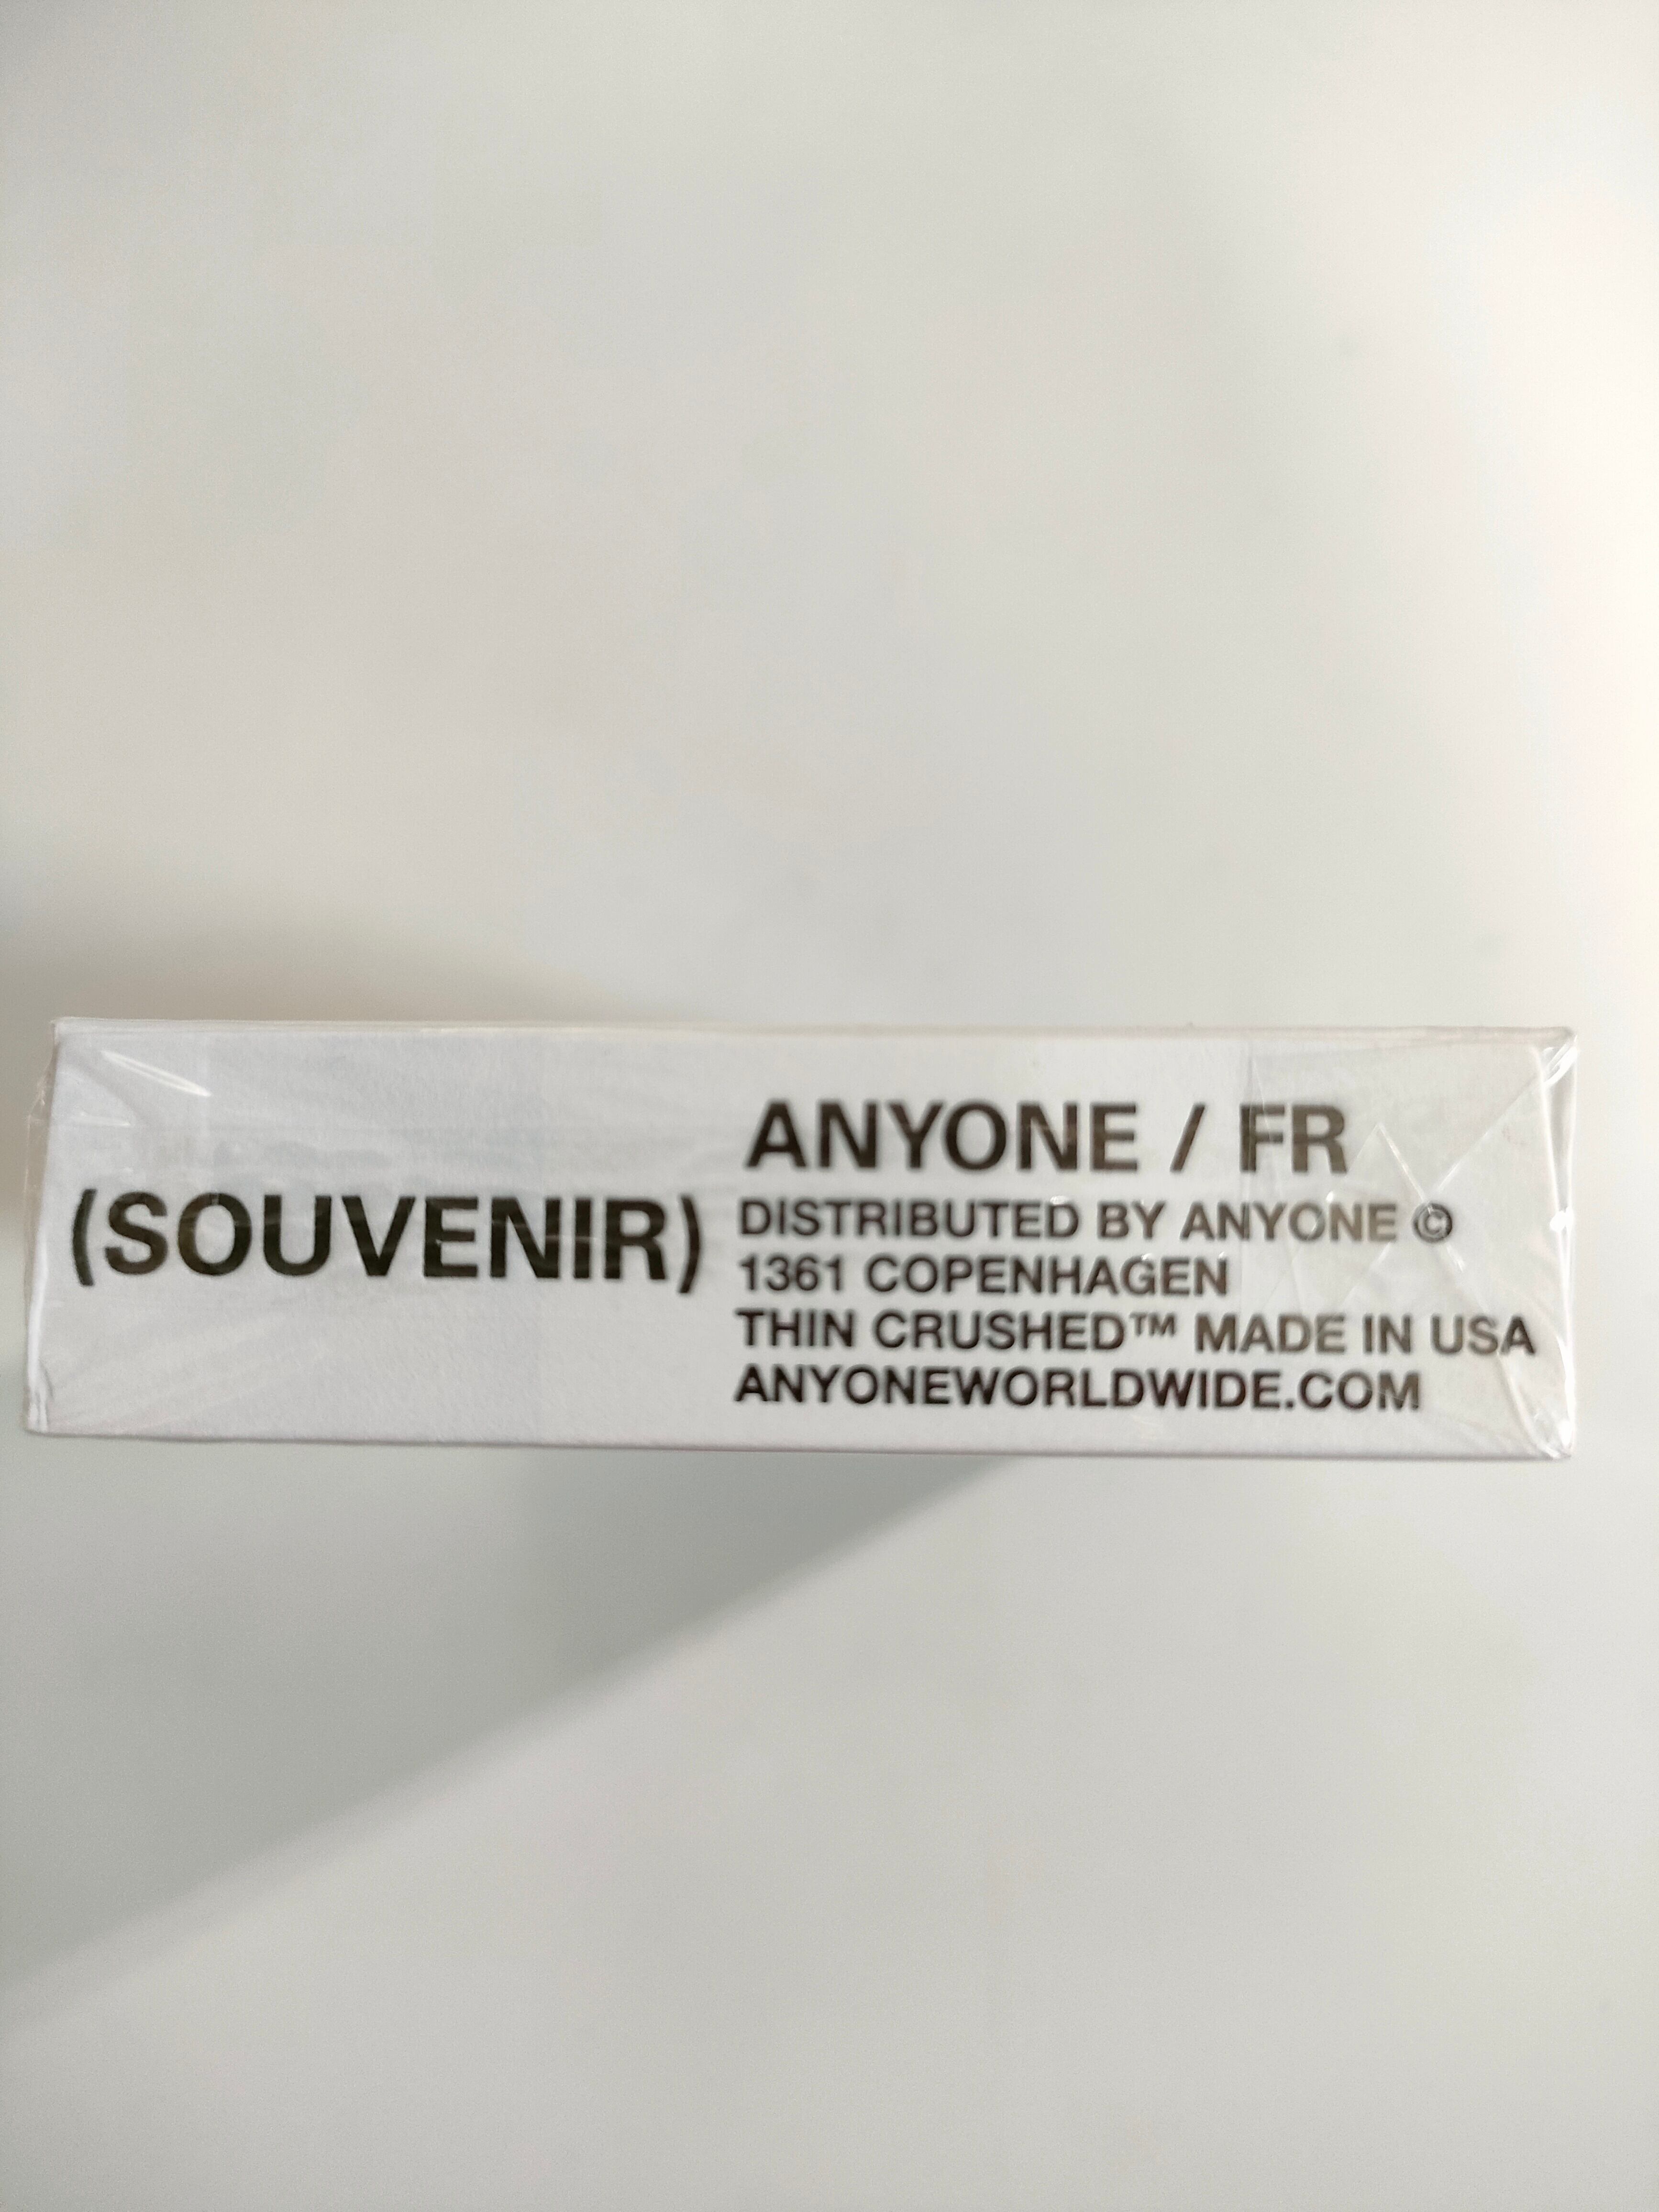 (SOUVENIR)
ANYONE / FR
DISTRIBUTED BY ANYONE ©
1361 COPENHAGEN
THIN CRUSHED™ MADE IN USA
ANYONEWORLDWIDE.COM